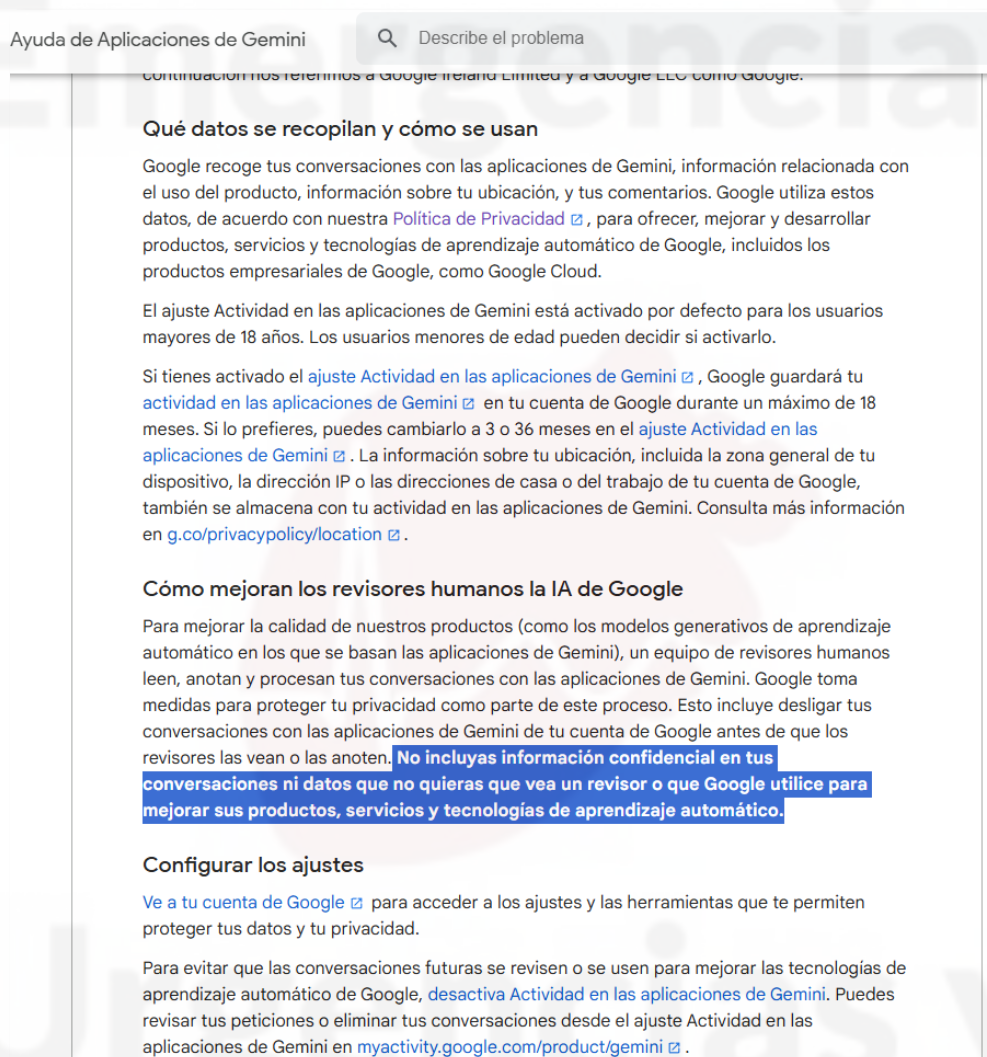 Ayuda de Aplicaciones de Gemini
Describe el problema
continuación nos referimos a Google Ireland Limited y a Google LLC como Google.
Qué datos se recopilan y cómo se usan
Google recoge tus conversaciones con las aplicaciones de Gemini, información relacionada con
el uso del producto, información sobre tu ubicación, y tus comentarios. Google utiliza estos
datos, de acuerdo con nuestra Política de Privacidad, para ofrecer, mejorar y desarrollar
productos, servicios y tecnologías de aprendizaje automático de Google, incluidos los
productos empresariales de Google, como Google Cloud.
El ajuste Actividad en las aplicaciones de Gemini está activado por defecto para los usuarios
mayores de 18 años. Los usuarios menores de edad pueden decidir si activarlo.
Si tienes activado el ajuste Actividad en las aplicaciones de Gemini , Google guardará tu
actividad en las aplicaciones de Gemini en tu cuenta de Google durante un máximo de 18
meses. Si lo prefieres, puedes cambiarlo a 3 o 36 meses en el ajuste Actividad en las
aplicaciones de Gemini . La información sobre tu ubicación, incluida la zona general de tu
dispositivo, la dirección IP o las direcciones de casa o del trabajo de tu cuenta de Google,
también se almacena con tu actividad en las aplicaciones de Gemini. Consulta más información
en g.co/privacypolicy/location .
Cómo mejoran los revisores humanos la IA de Google
Para mejorar la calidad de nuestros productos (como los modelos generativos de aprendizaje
automático en los que se basan las aplicaciones de Gemini), un equipo de revisores humanos
leen, anotan y procesan tus conversaciones con las aplicaciones de Gemini. Google toma
medidas para proteger tu privacidad como parte de este proceso. Esto incluye desligar tus
conversaciones con las aplicaciones de Gemini de tu cuenta de Google antes de que los
revisores las vean o las anoten. No incluyas información confidencial en tus
conversaciones ni datos que no quieras que vea un revisor o que Google utilice para
mejorar sus productos, servicios y tecnologías de aprendizaje automático.
Configurar los ajustes
Ve a tu cuenta de Google para acceder a los ajustes y las herramientas que te permiten
proteger tus datos y tu privacidad.
Para evitar que las conversaciones futuras se revisen o se usen para mejorar las tecnologías de
aprendizaje automático de Google, desactiva Actividad en las aplicaciones de Gemini. Puedes
revisar tus peticiones o eliminar tus conversaciones desde el ajuste Actividad en las
aplicaciones de Gemini en myactivity.google.com/product/gemini .